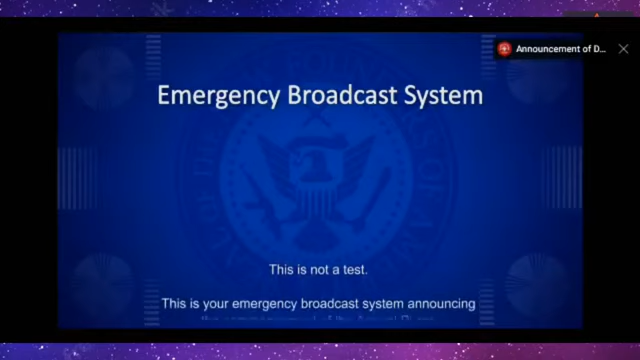 Announcement of D...
Emergency Broadcast System
This is not a test.
This is your emergency broadcast system announcing